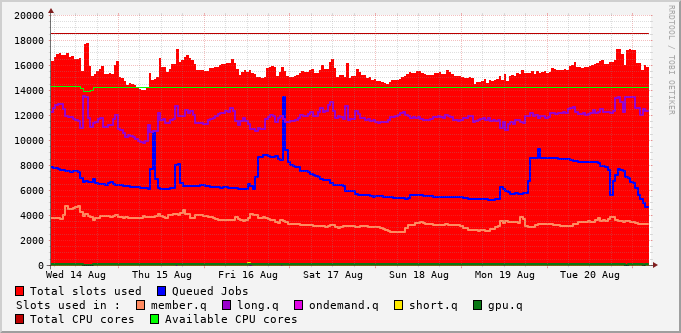 20000
18000
16000
14000
12000
10000
8000
6000
4000
2000
0
Wed 14 Aug Thu 15 Aug Fri 16 Aug Sat 17 Aug Sun 18 Aug Mon 19 Aug Tue 20 Aug
Total slots used Queued Jobs
Slots used in : member.q long.q ondemand.q short.q gpu.q
Total CPU cores Available CPU cores
RRDTOOL / TOBI OETIKER